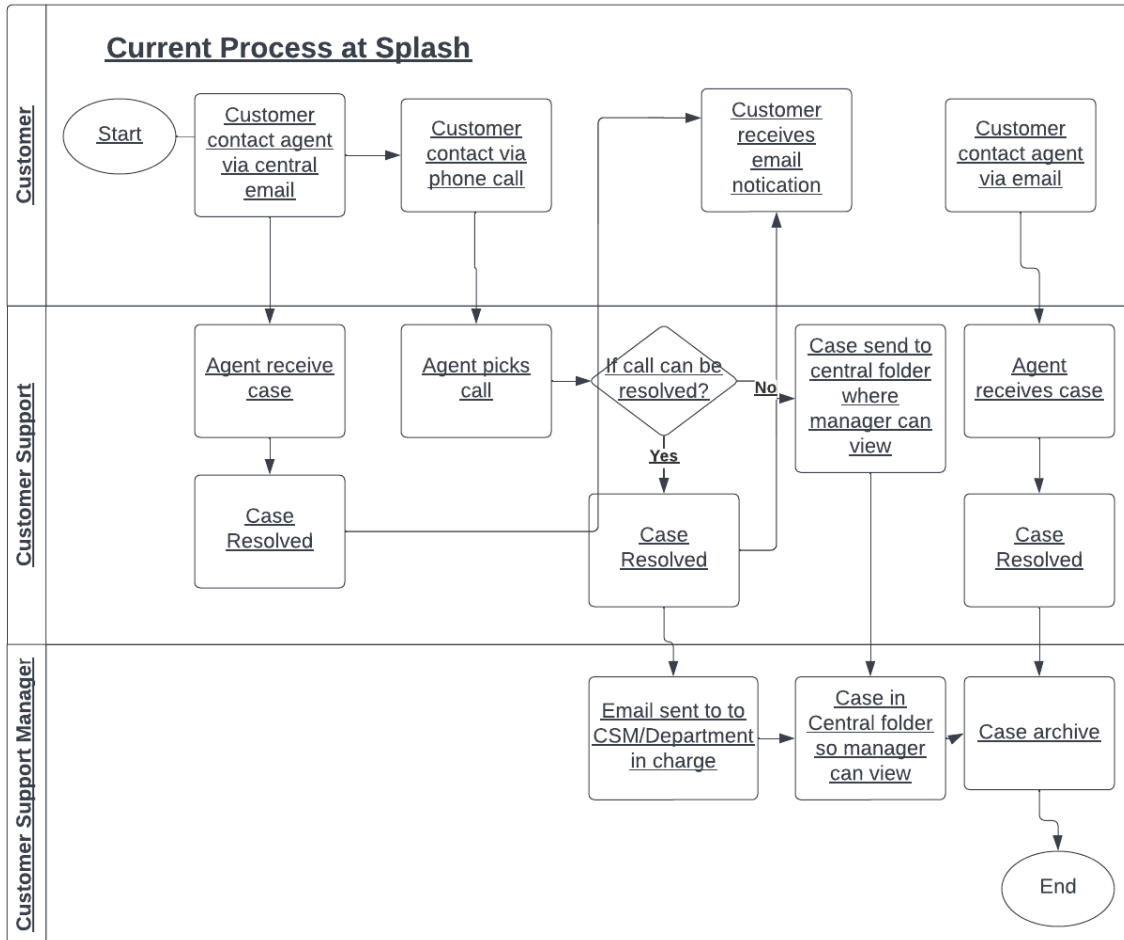 Current Process at Splash
Customer
Start
Customer
contact agent
via central
email
Customer
contact via
phone call
Customer
receives
email
notication
Customer
contact agent
via email
Customer Support
Agent receive
case
Agent picks
call
If call can be
resolved?
No
Yes
Case send to
central folder
where
manager can
view
Agent
receives case
Case
Resolved
Case
Resolved
Case
Resolved
Customer Support Manager
Email sent to to
CSM/Department
in charge
Case in
Central folder
so manager
can view
Case archive
End